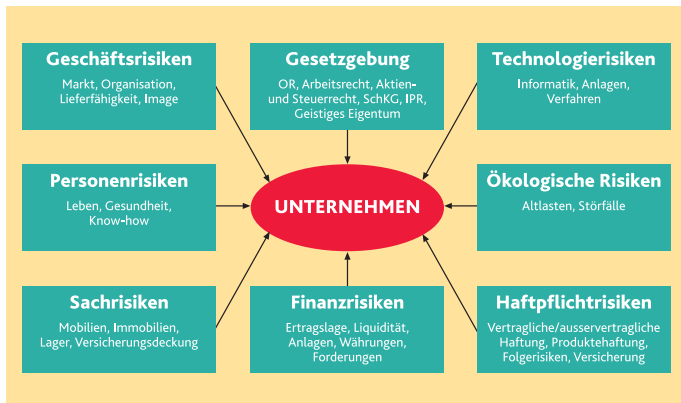 Geschäftsrisiken
Markt, Organisation,
Lieferfähigkeit, Image
Gesetzgebung
OR, Arbeitsrecht, Aktien-
und Steuerrecht, SchKG, IPR,
Geistiges Eigentum
Technologierisiken
Informatik, Anlagen,
Verfahren
Personenrisiken
Leben, Gesundheit,
Know-how
UNTERNEHMEN
Ökologische Risiken
Altlasten, Störfälle
Sachrisiken
Mobilien, Immobilien,
Lager, Versicherungsdeckung
Finanzrisiken
Ertragslage, Liquidität,
Anlagen, Währungen,
Forderungen
Haftpflichtrisiken
Vertragliche/ausservertragliche
Haftung, Produktehaftung,
Folgerisiken, Versicherung